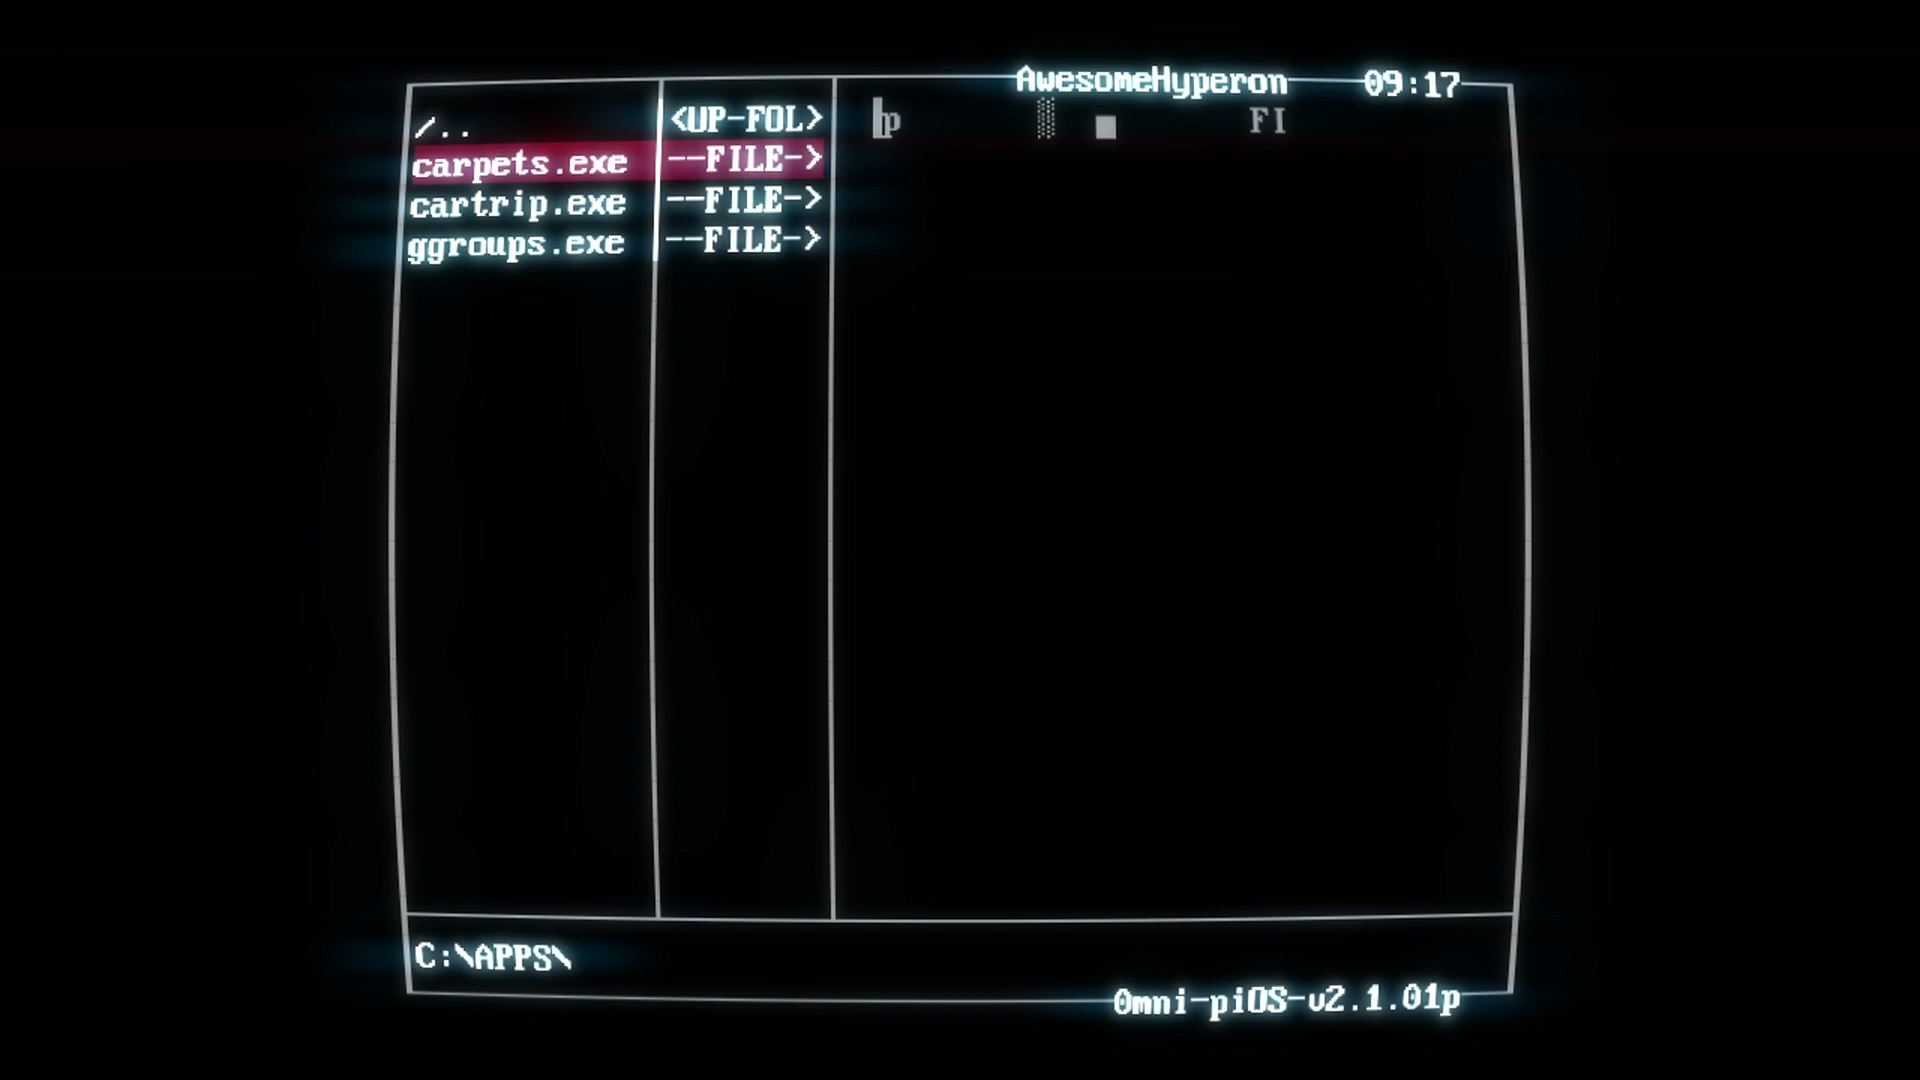 AwesomeHyperon 09:17
/.. <UP-FOL> p FI
carpets.exe --FILE->
cartrip.exe --FILE->
ggroups.exe --FILE->
C:\APPS\
0mni-piOS-v2.1.01p